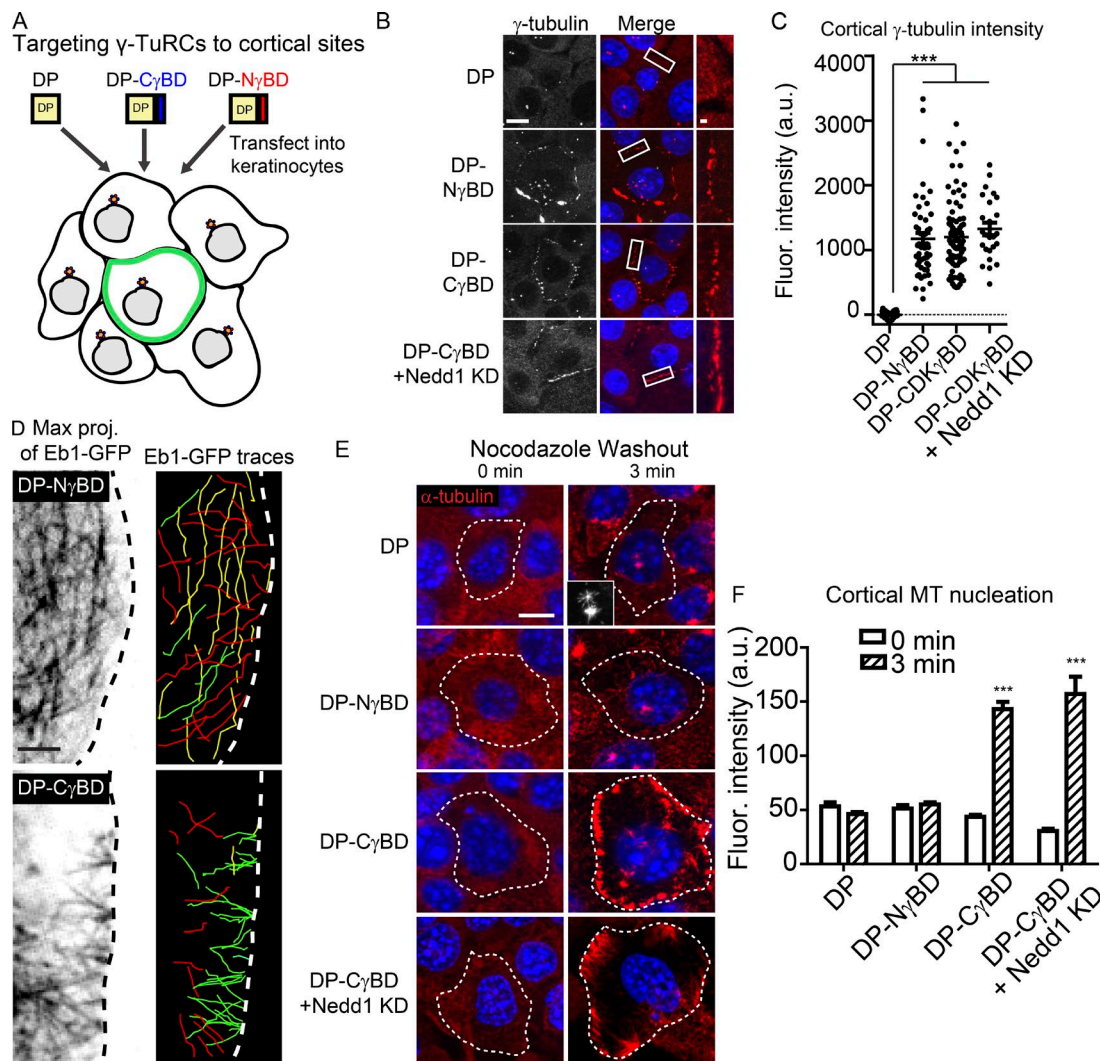 A
Targeting γ-TuRCs to cortical sites
DP
DP-CγBD
DP-NγBD
DP
DP
DP
Transfect into
keratinocytes
B
γ-tubulin
Merge
DP
DP-
NγBD
DP-
CγBD
DP-CγBD
+Nedd1 KD
C
Cortical γ-tubulin intensity
***
Fluor. intensity (a.u.)
4000
3000
2000
1000
0
DP
DP-NγBD
DP-CDKγBD
DP-CDKγBD
+ Nedd1 KD
D Max proj.
of Eb1-GFP
Eb1-GFP traces
DP-NγBD
DP-CγBD
E
Nocodazole Washout
0 min
3 min
α-tubulin
DP
DP-NγBD
DP-CγBD
DP-CγBD
+Nedd1 KD
F
Cortical MT nucleation
0 min
3 min
Fluor. intensity (a.u.)
200
150
100
50
0
***
***
DP
DP-NγBD
DP-CγBD
DP-CγBD
+ Nedd1 KD